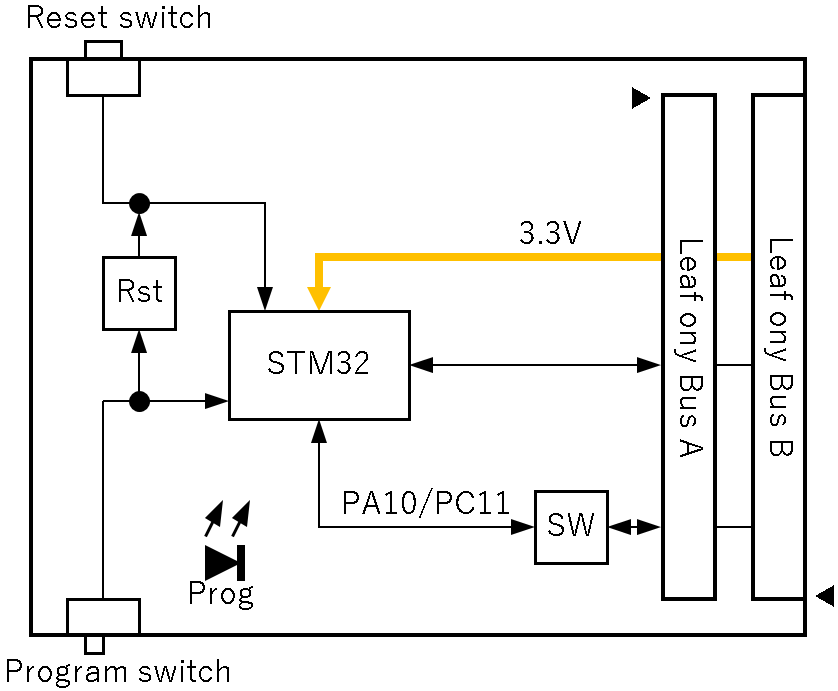 Reset switch
3.3V
Rst
STM32
Leaf ony Bus A
Leaf ony Bus B
PA10/PC11
SW
Prog
Program switch